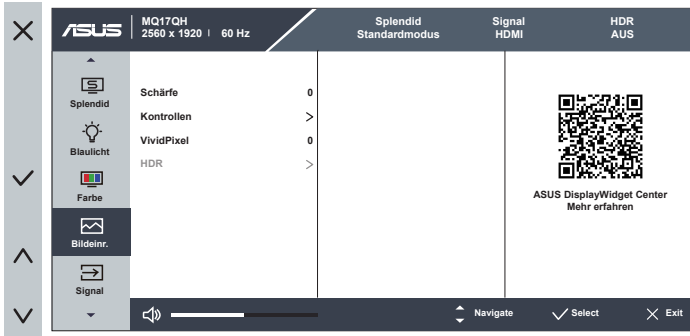 ASUS
MQ17QH
2560 x 1920 | 60 Hz
Splendid
Standardmodus
Signal
HDMI
HDR
AUS
Splendid
Blaulicht
Farbe
Bildeinr.
Signal
Schärfe 0
Kontrollen >
VividPixel 0
HDR >
ASUS DisplayWidget Center
Mehr erfahren
Navigate
Select
Exit